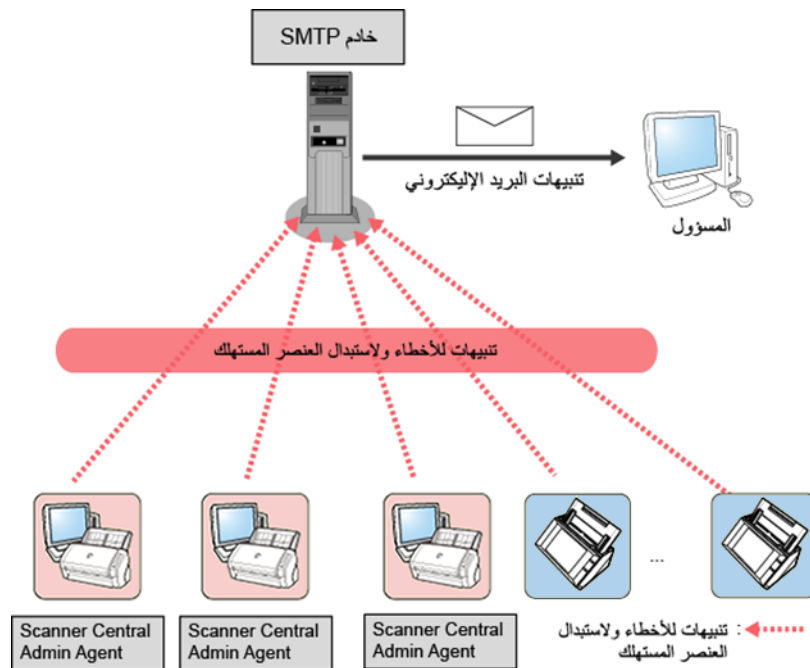 خادم SMTP
تنبيهات البريد الإليكتروني
المسؤول
تنبيهات للأخطاء ولاستبدال العنصر المستهلك
...
Scanner Central
Admin Agent
Scanner Central
Admin Agent
Scanner Central
Admin Agent
: تنبيهات للأخطاء ولاستبدال
العنصر المستهلك